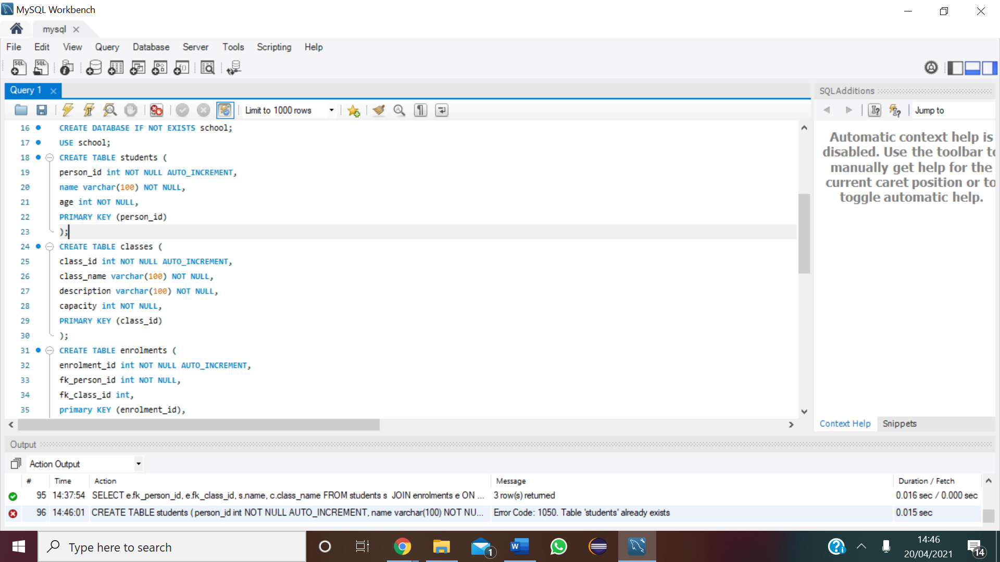 MySQL Workbench
mysql
File Edit View Query Database Server Tools Scripting Help
SQL SQL
Query 1
SQLAdditions
Limit to 1000 rows
Jump to
16 CREATE DATABASE IF NOT EXISTS school;
17 USE school;
18 CREATE TABLE students (
19 person_id int NOT NULL AUTO_INCREMENT,
20 name varchar(100) NOT NULL,
21 age int NOT NULL,
22 PRIMARY KEY (person_id)
23 );
24 CREATE TABLE classes (
25 class_id int NOT NULL AUTO_INCREMENT,
26 class_name varchar(100) NOT NULL,
27 description varchar(100) NOT NULL,
28 capacity int NOT NULL,
29 PRIMARY KEY (class_id)
30 );
31 CREATE TABLE enrolments (
32 enrolment_id int NOT NULL AUTO_INCREMENT,
33 fk_person_id int NOT NULL,
34 fk_class_id int,
35 primary KEY (enrolment_id),
Automatic context help is
disabled. Use the toolbar to
manually get help for the
current caret position or to
toggle automatic help.
Context Help Snippets
Output
Action Output
# Time Action Message Duration / Fetch
95 14:37:54 SELECT e.fk_person_id, e.fk_class_id, s.name, c.class_name FROM students s JOIN enrolments e ON ... 3 row(s) returned 0.016 sec / 0.000 sec
96 14:46:01 CREATE TABLE students ( person_id int NOT NULL AUTO_INCREMENT, name varchar(100) NOT NU... Error Code: 1050. Table 'students' already exists 0.015 sec
Type here to search
1
W
14:46
20/04/2021
14